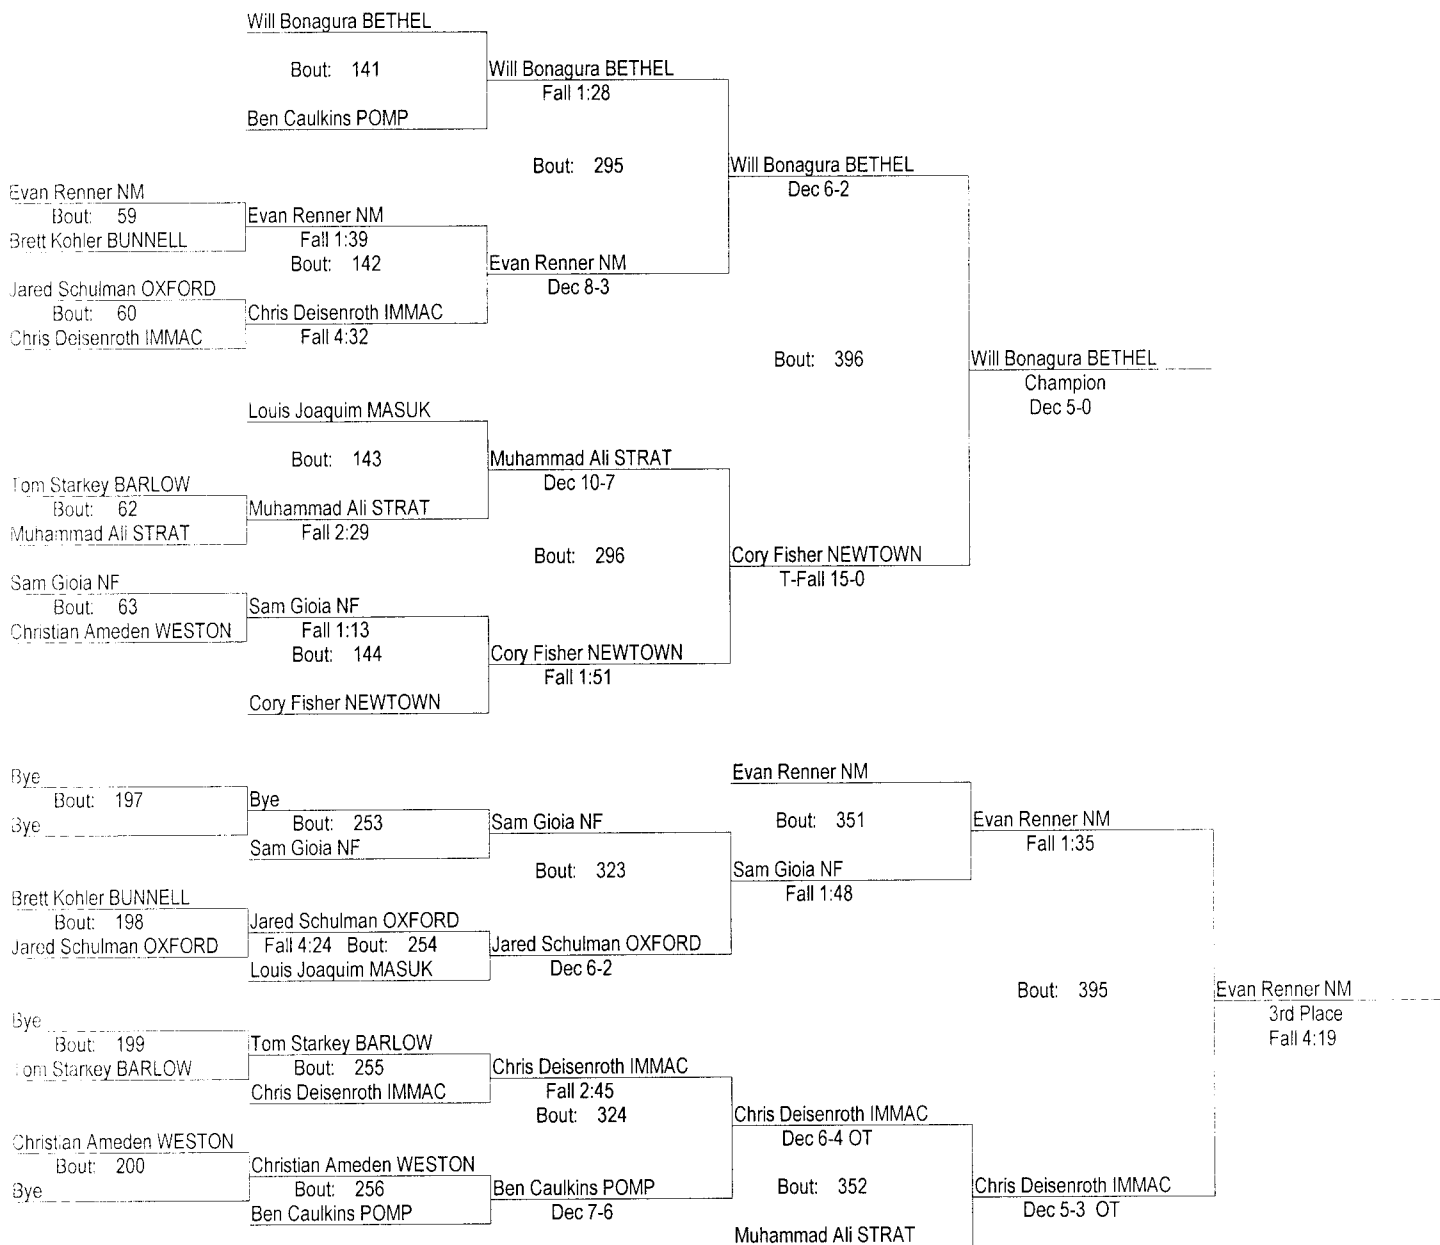 Will Bonagura BETHEL
Bout: 141
Will Bonagura BETHEL
Fall 1:28
Ben Caulkins POMP
Bout: 295
Will Bonagura BETHEL
Dec 6-2
Evan Renner NM
Bout: 59
Evan Renner NM
Brett Kohler BUNNELL
Fall 1:39
Bout: 142
Evan Renner NM
Dec 8-3
Jared Schulman OXFORD
Bout: 60
Chris Deisenroth IMMAC
Chris Deisenroth IMMAC
Fall 4:32
Bout: 396
Will Bonagura BETHEL
Champion
Dec 5-0
Louis Joaquim MASUK
Bout: 143
Muhammad Ali STRAT
Dec 10-7
Tom Starkey BARLOW
Bout: 62
Muhammad Ali STRAT
Muhammad Ali STRAT
Fall 2:29
Bout: 296
Cory Fisher NEWTOWN
T-Fall 15-0
Sam Gioia NF
Bout: 63
Sam Gioia NF
Christian Ameden WESTON
Fall 1:13
Bout: 144
Cory Fisher NEWTOWN
Fall 1:51
Cory Fisher NEWTOWN
Bye
Bout: 197
Bye
Bye
Bout: 253
Sam Gioia NF
Sam Gioia NF
Evan Renner NM
Bout: 351
Evan Renner NM
Fall 1:35
Bout: 323
Sam Gioia NF
Fall 1:48
Brett Kohler BUNNELL
Bout: 198
Jared Schulman OXFORD
Jared Schulman OXFORD
Fall 4:24 Bout: 254
Jared Schulman OXFORD
Louis Joaquim MASUK
Dec 6-2
Bout: 395
Evan Renner NM
3rd Place
Fall 4:19
Bye
Bout: 199
Tom Starkey BARLOW
Tom Starkey BARLOW
Bout: 255
Chris Deisenroth IMMAC
Chris Deisenroth IMMAC
Fall 2:45
Bout: 324
Chris Deisenroth IMMAC
Dec 6-4 OT
Christian Ameden WESTON
Bout: 200
Bye
Christian Ameden WESTON
Bout: 256
Ben Caulkins POMP
Ben Caulkins POMP
Dec 7-6
Bout: 352
Chris Deisenroth IMMAC
Dec 5-3 OT
Muhammad Ali STRAT